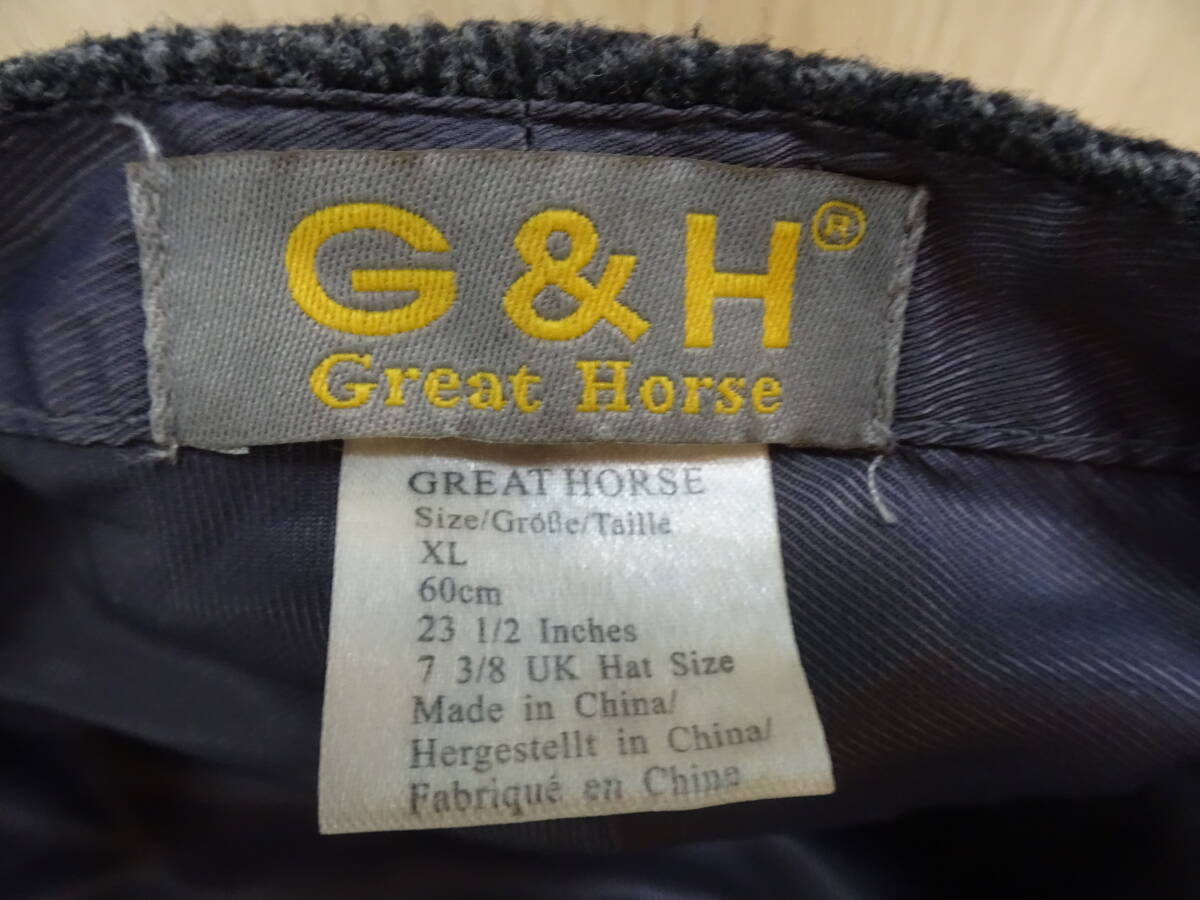 G & H®
Great Horse
GREAT HORSE
Size/Größe/Taille
XL
60cm
23 1/2 Inches
7 3/8 UK Hat Size
Made in China/
Hergestellt in China/
Fabriqué en Chine